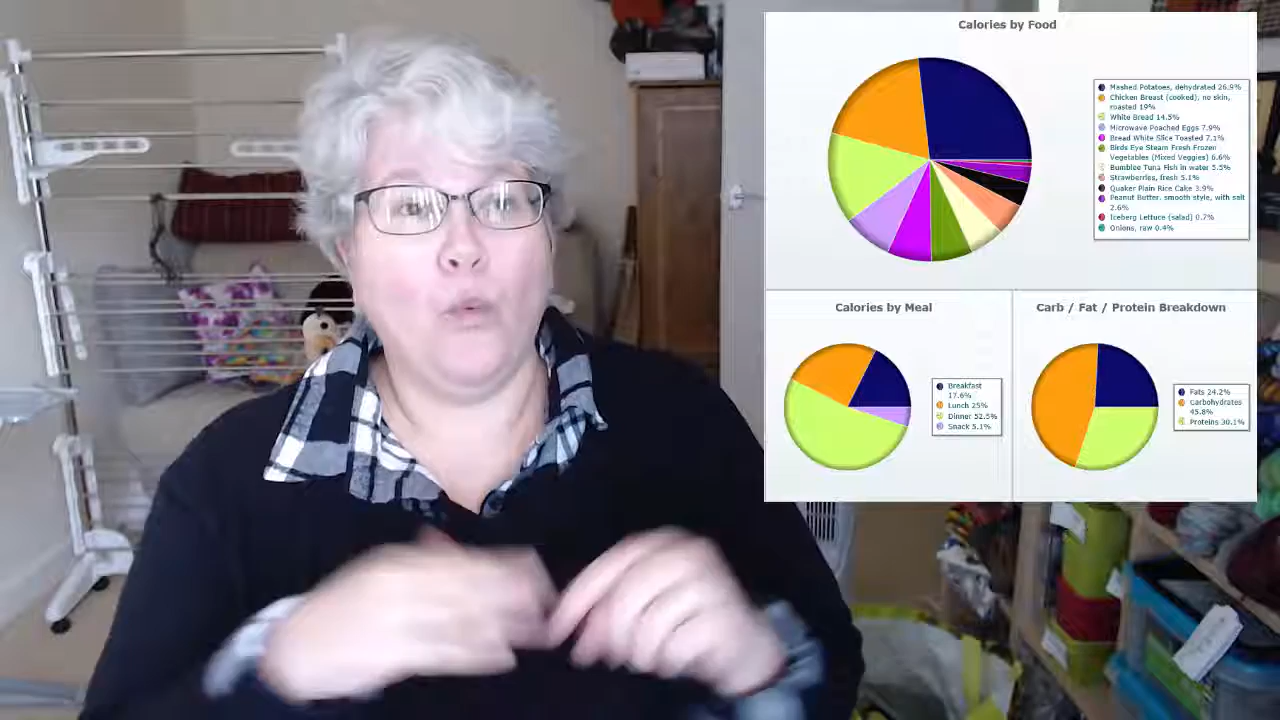 Calories by Food
Mashed Potatoes, dehydrated 26.9%
Chicken Breast (cooked), no skin,
roasted 19%
White Bread 14.5%
Microwave Poached Eggs 7.9%
Bread White Slice Toasted 7.1%
Birds Eye Steam Fresh Frozen
Vegetables (Mixed Veggies) 6.6%
Bumblee Tuna Fish in water 5.5%
Strawberries, fresh 5.1%
Quaker Plain Rice Cake 3.9%
Peanut Butter, smooth style, with salt
2.6%
Iceberg Lettuce (salad) 0.7%
Onions, raw 0.4%
Calories by Meal
Breakfast
17.6%
Lunch 25%
Dinner 52.5%
Snack 5.1%
Carb / Fat / Protein Breakdown
Fats 24.2%
Carbohydrates
45.8%
Proteins 30.1%